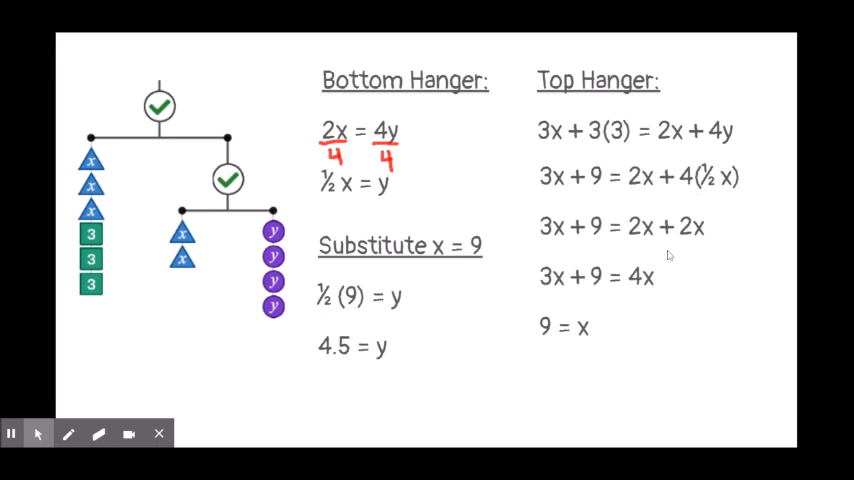 x
x
x
3
3
3
x
x
y
y
y
y
Bottom Hanger:
2x = 4y
4 4
½ x = y
Substitute x = 9
½ (9) = y
4.5 = y
Top Hanger:
3x + 3(3) = 2x + 4y
3x + 9 = 2x + 4(½ x)
3x + 9 = 2x + 2x
3x + 9 = 4x
9 = x